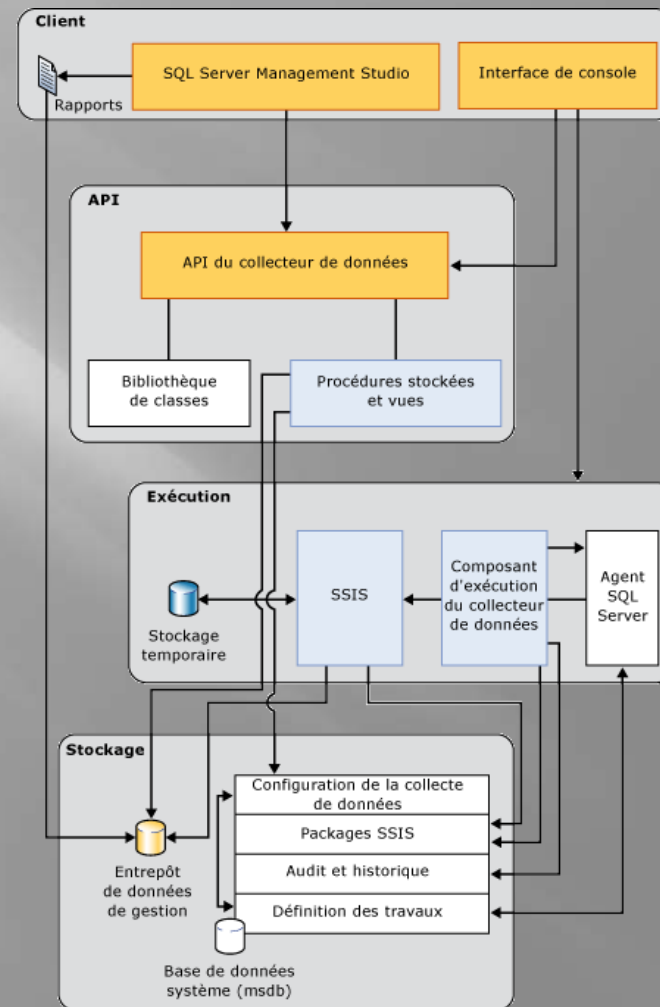 Client
SQL Server Management Studio
Interface de console
Rapports
API
API du collecteur de données
Bibliothèque
de classes
Procédures stockées
et vues
Exécution
SSIS
Composant
d'exécution
du collecteur
de données
Agent
SQL
Server
Stockage
temporaire
Stockage
Configuration de la collecte
de données
Packages SSIS
Audit et historique
Définition des travaux
Entrepôt
de données
de gestion
Base de données
système (msdb)